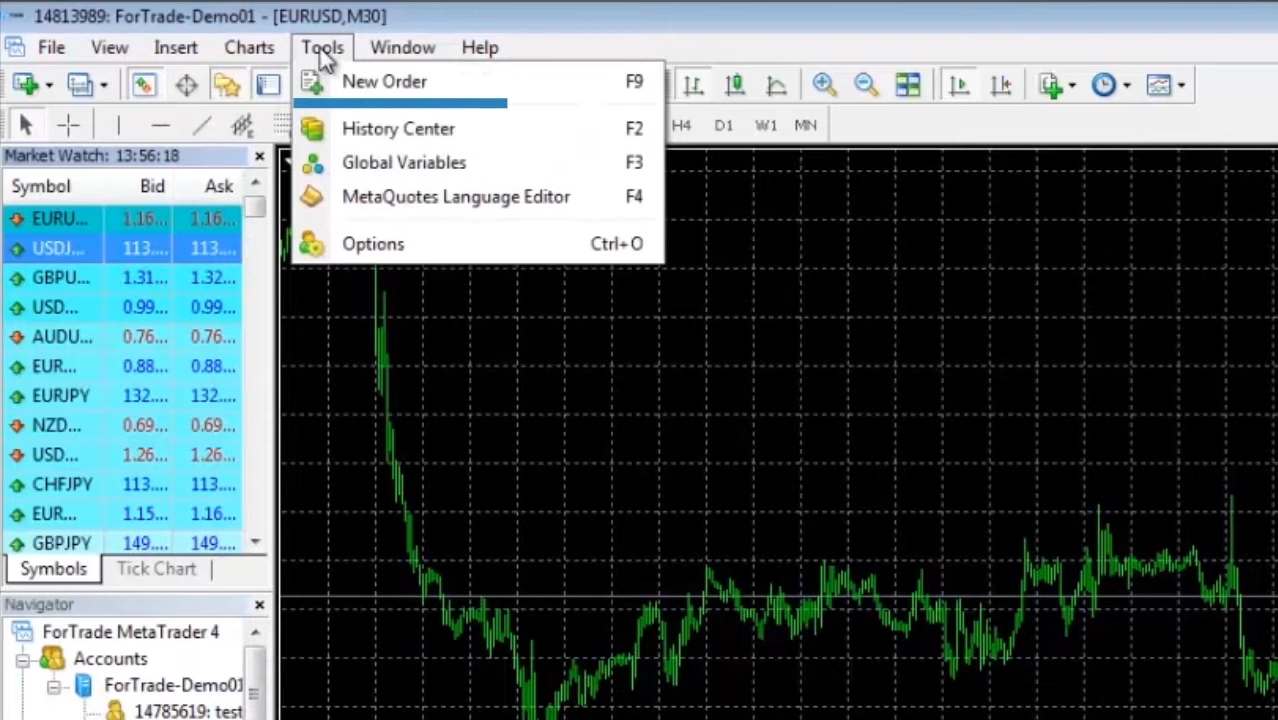 14813989: ForTrade-Demo01 - [EURUSD,M30]
File View Insert Charts Tools Window Help
New Order F9
History Center F2
Global Variables F3
MetaQuotes Language Editor F4
Options Ctrl+O
H4 D1 W1 MN
Market Watch: 13:56:18
Symbol Bid Ask
EURU... 1.16... 1.16...
USDJ... 113.... 113....
GBPU... 1.31... 1.32...
USD... 0.99... 0.99...
AUDU... 0.76... 0.76...
EUR... 0.88... 0.88...
EURJPY 132.... 132....
NZD... 0.69... 0.69...
USD... 1.26... 1.26...
CHFJPY 113.... 113....
EUR... 1.15... 1.16...
GBPJPY 149.... 149....
Symbols Tick Chart
Navigator
ForTrade MetaTrader 4
Accounts
ForTrade-Demo01
14785619: test